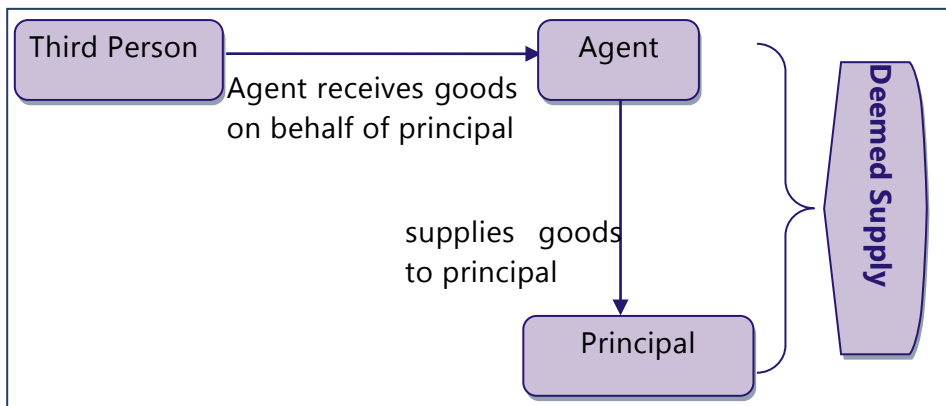 Third Person
Agent
Agent receives goods
on behalf of principal
supplies goods
to principal
Principal
Deemed Supply